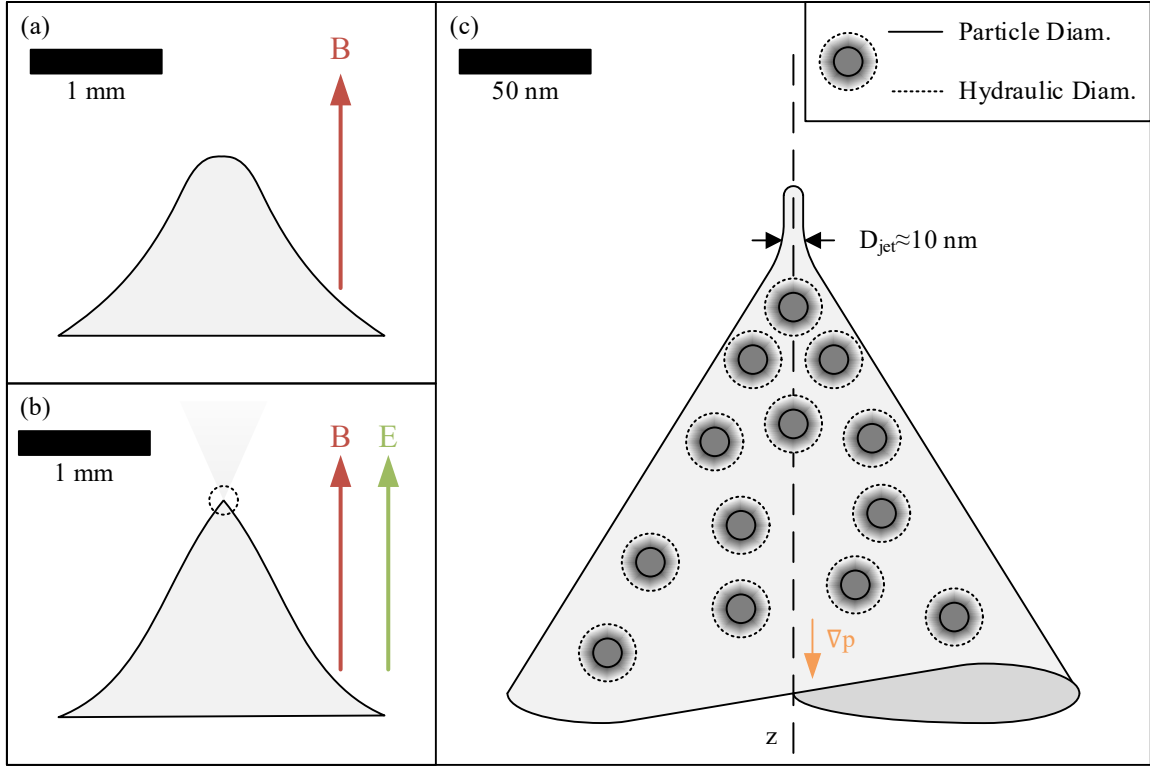 (a)
1 mm
B
(b)
1 mm
B
E
(c)
50 nm
Particle Diam.
Hydraulic Diam.
D_jet≈10 nm
∇p
z